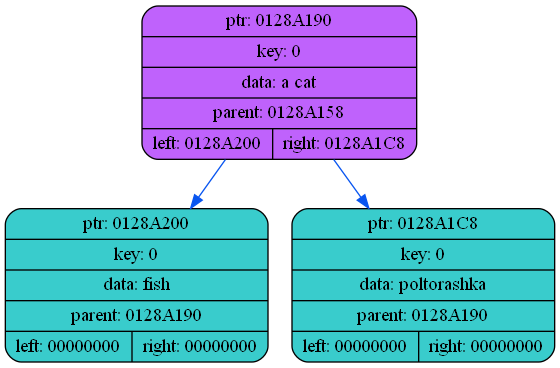 ptr: 0128A190
key: 0
data: a cat
parent: 0128A158
left: 0128A200 right: 0128A1C8
ptr: 0128A200
key: 0
data: fish
parent: 0128A190
left: 00000000 right: 00000000
ptr: 0128A1C8
key: 0
data: poltorashka
parent: 0128A190
left: 00000000 right: 00000000